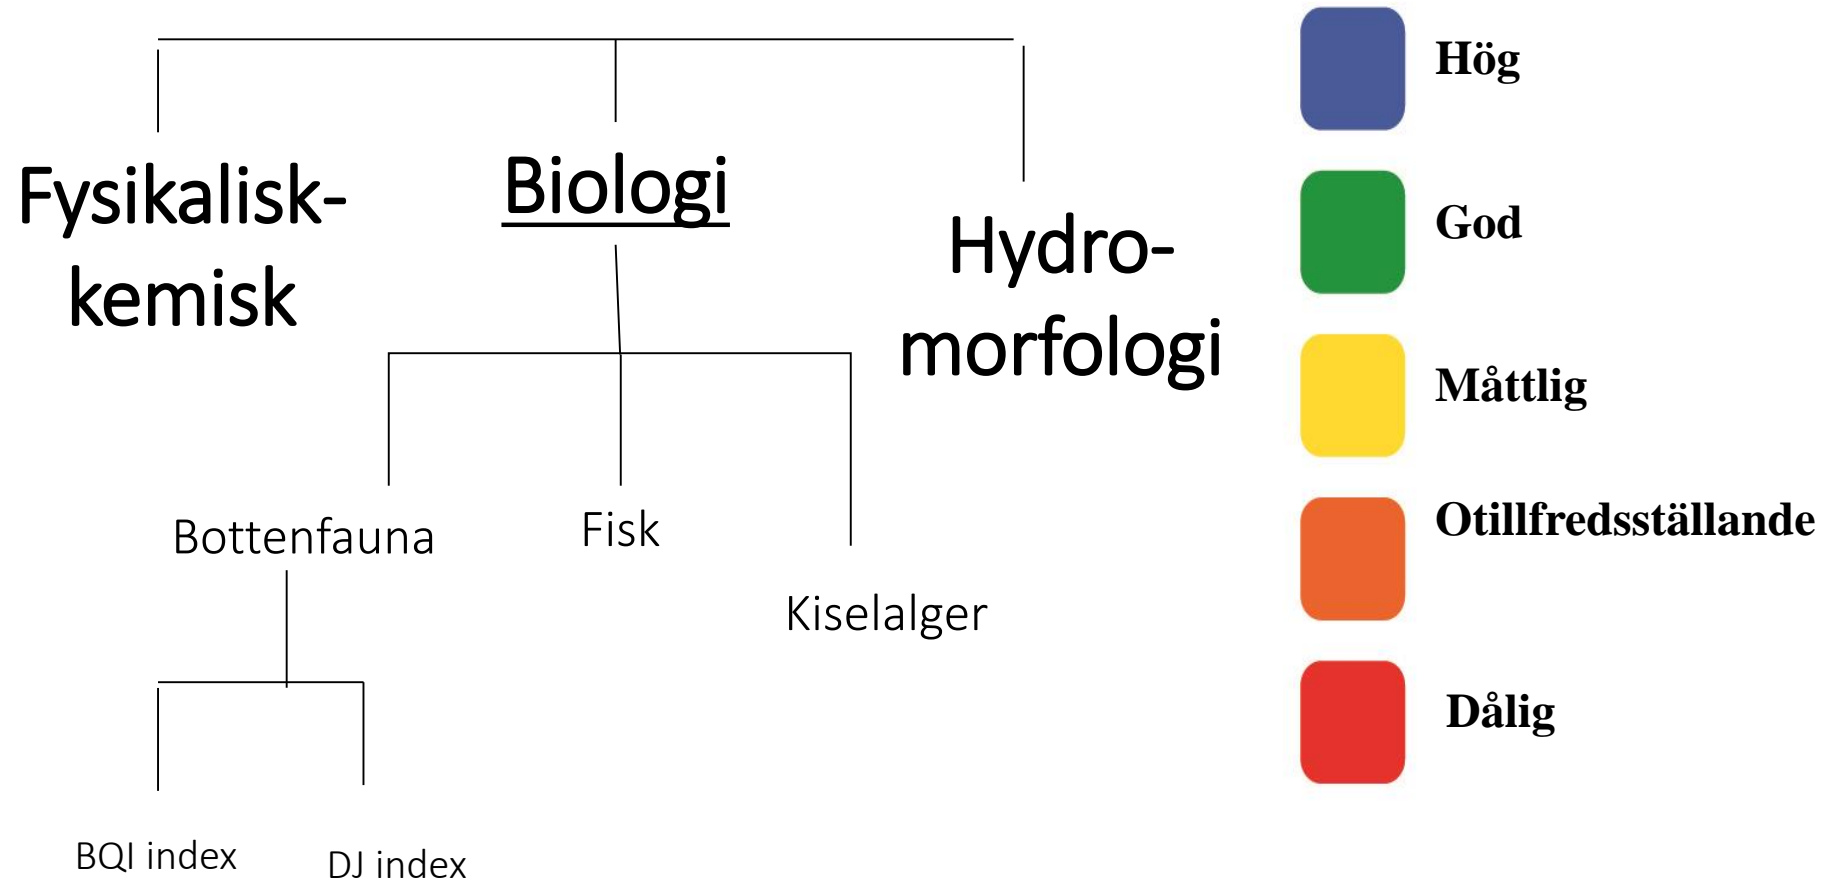 Fysikalisk-
kemisk
Biologi
Hydro-
morfologi
Bottenfauna
Fisk
Kiselalger
BQI index
DJ index
Hög
God
Måttlig
Otillfredsställande
Dålig